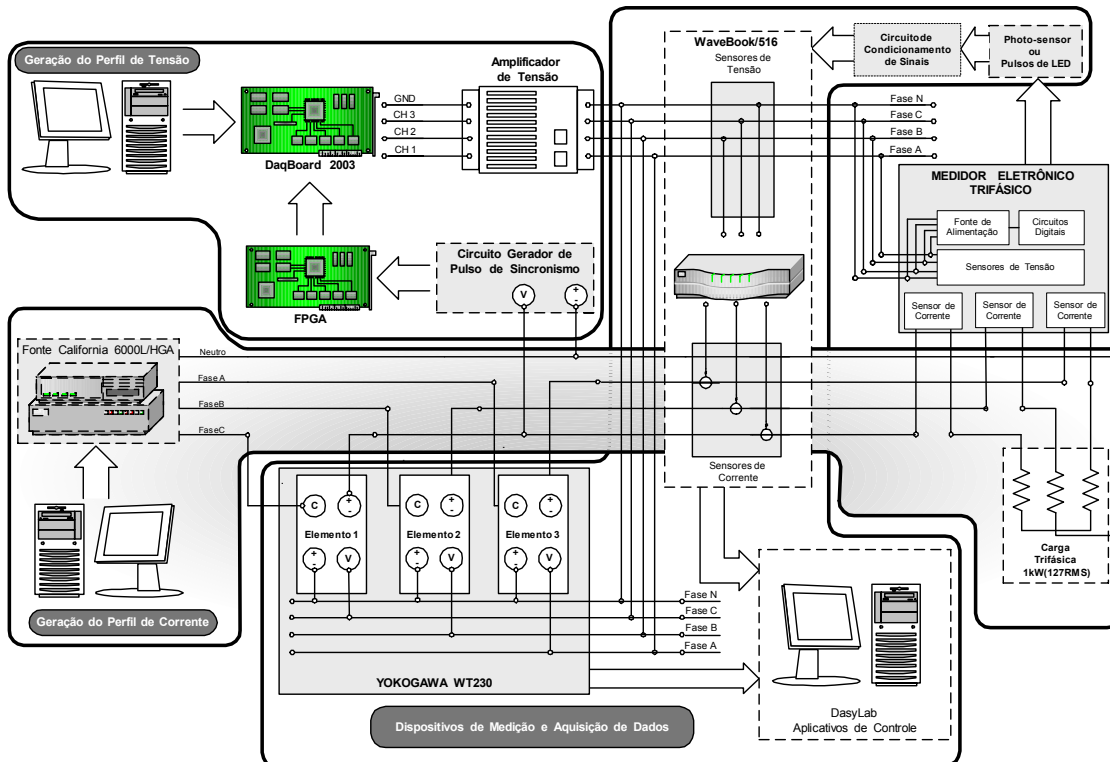 Geração do Perfil de Tensão
DaqBoard 2003
GND
CH 3
CH 2
CH 1
Amplificador
de Tensão
FPGA
Circuito Gerador de
Pulso de Sincronismo
V
+
-
WaveBook/516
Sensores de
Tensão
Circuito de
Condicionamento
de Sinais
Photo-sensor
ou
Pulsos de LED
Fase N
Fase C
Fase B
Fase A
MEDIDOR ELETRÔNICO
TRIFÁSICO
Fonte de
Alimentação
Circuitos
Digitais
Sensores de Tensão
Sensor de
Corrente
Sensor de
Corrente
Sensor de
Corrente
Fonte California 6000L/HGA
Neutro
Fase A
Fase B
Fase C
Geração do Perfil de Corrente
Sensores de
Corrente
C
+
-
Elemento 1
+
-
V
C
+
-
Elemento 2
+
-
V
C
+
-
Elemento 3
+
-
V
Fase N
Fase C
Fase B
Fase A
YOKOGAWA WT230
Carga
Trifásica
1kW(127RMS)
DasyLab
Aplicativos de Controle
Dispositivos de Medição e Aquisição de Dados